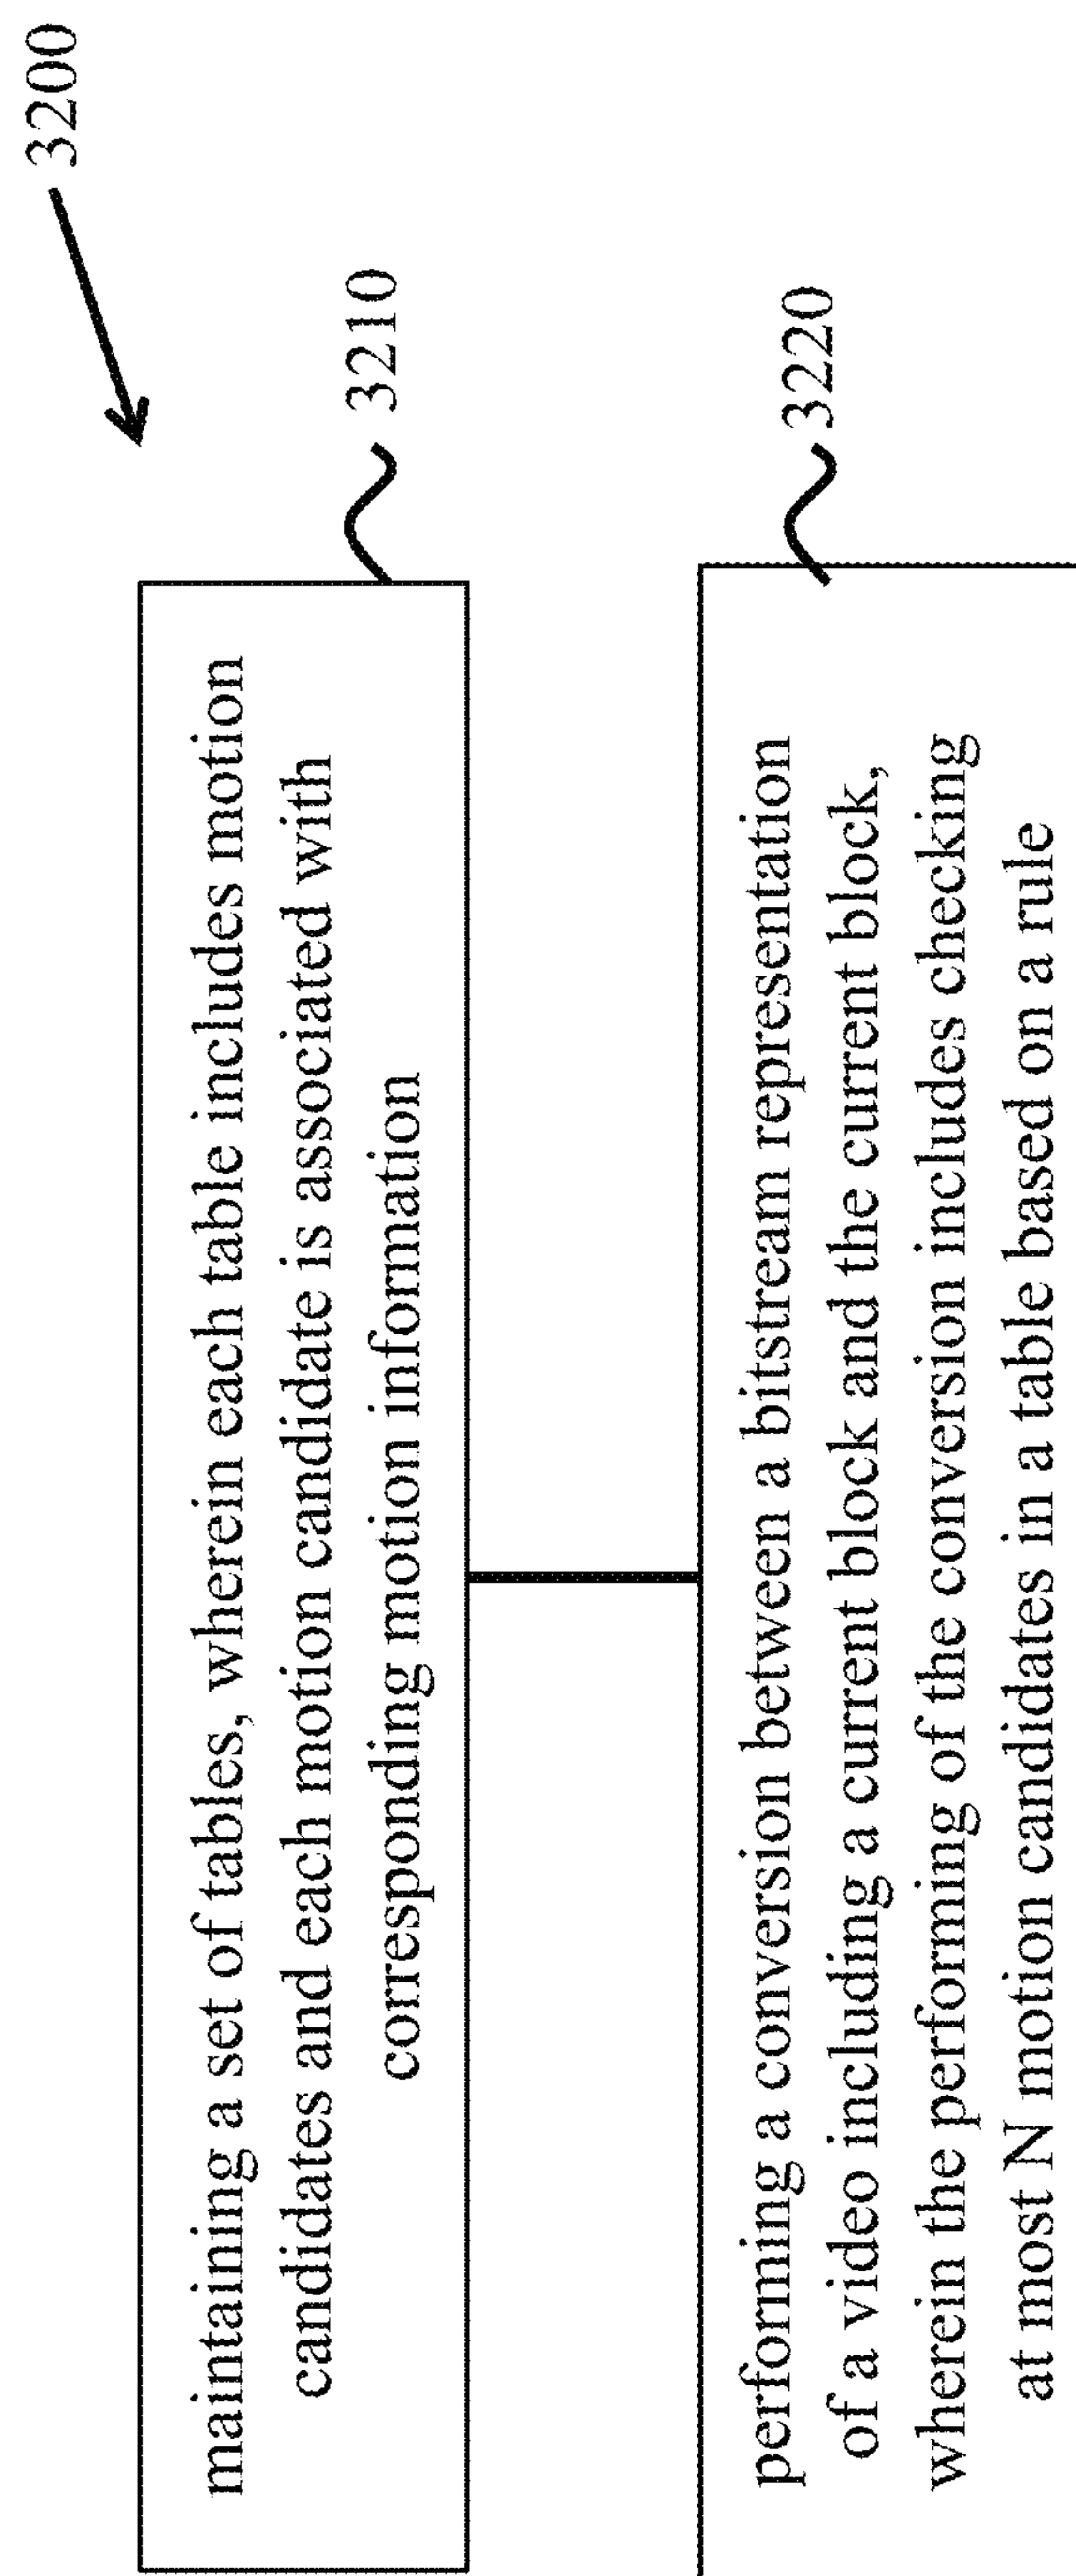 3200
maintaining a set of tables, wherein each table includes motion
candidates and each motion candidate is associated with
corresponding motion information
3210
performing a conversion between a bitstream representation
of a video including a current block and the current block,
wherein the performing of the conversion includes checking
at most N motion candidates in a table based on a rule
3220